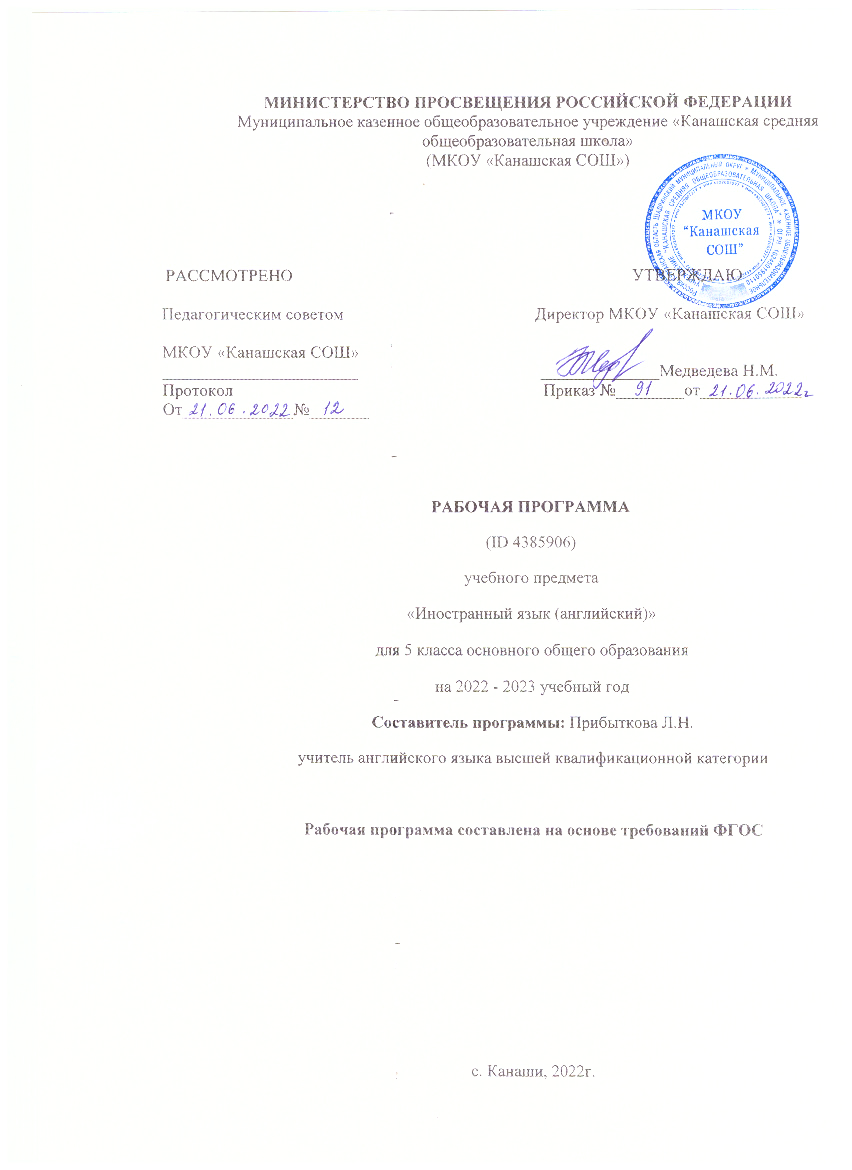 МИНИСТЕРСТВО ПРОСВЕЩЕНИЯ РОССИЙСКОЙ ФЕДЕРАЦИИ
Муниципальное казенное общеобразовательное учреждение «Канашская средняя
общеобразовательная школа»
(МКОУ «Канашская СОШ»)
МКОУ
“Канашская
СОШ”
РАССМОТРЕНО УТВЕРЖДАЮ
Педагогическим советом Директор МКОУ «Канашская СОШ»
МКОУ «Канашская СОШ»
Медведева Н.М.
Протокол Приказ № 91 от 21.06.2022г
От 21.06.2022 № 12
РАБОЧАЯ ПРОГРАММА
(ID 4385906)
учебного предмета
«Иностранный язык (английский)»
для 5 класса основного общего образования
на 2022 - 2023 учебный год
Составитель программы: Прибыткова Л.Н.
учитель английского языка высшей квалификационной категории
Рабочая программа составлена на основе требований ФГОС
с. Канаши, 2022г.